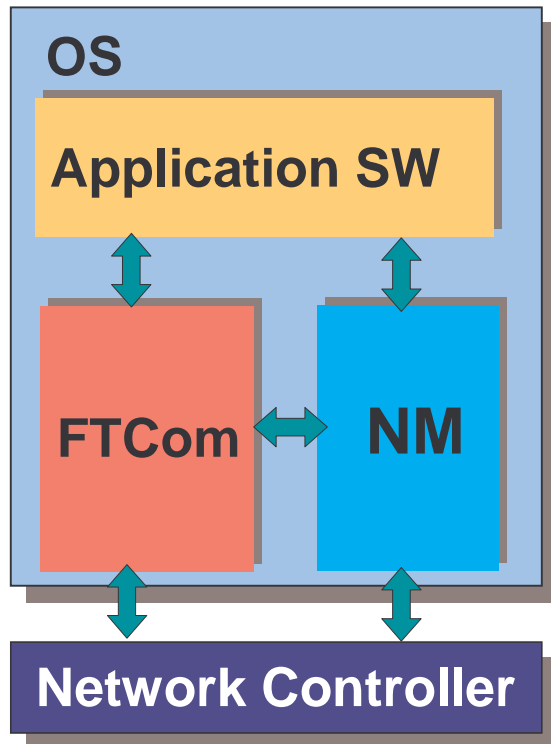 OS
Application SW
FTCom
NM
Network Controller